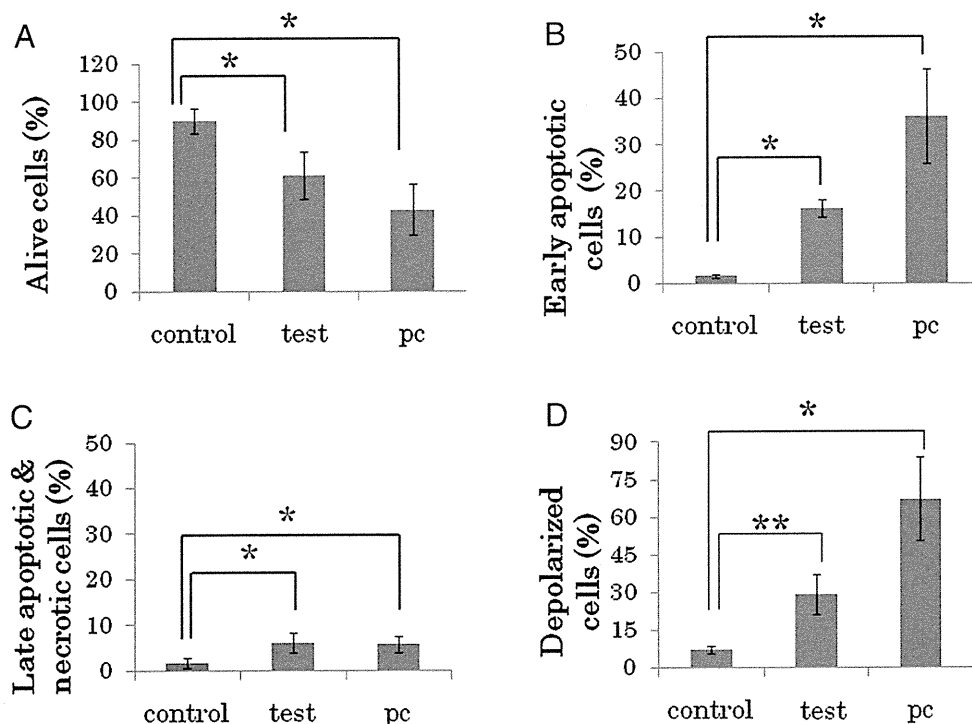 A
Alive cells (%)
120
100
80
60
40
20
0
*
*
control test pc
B
Early apoptotic
cells (%)
50
40
30
20
10
0
*
*
control test pc
C
Late apoptotic &
necrotic cells (%)
50
40
30
20
10
0
*
*
control test pc
D
Depolarized
cells (%)
90
75
60
45
30
15
0
*
**
control test pc